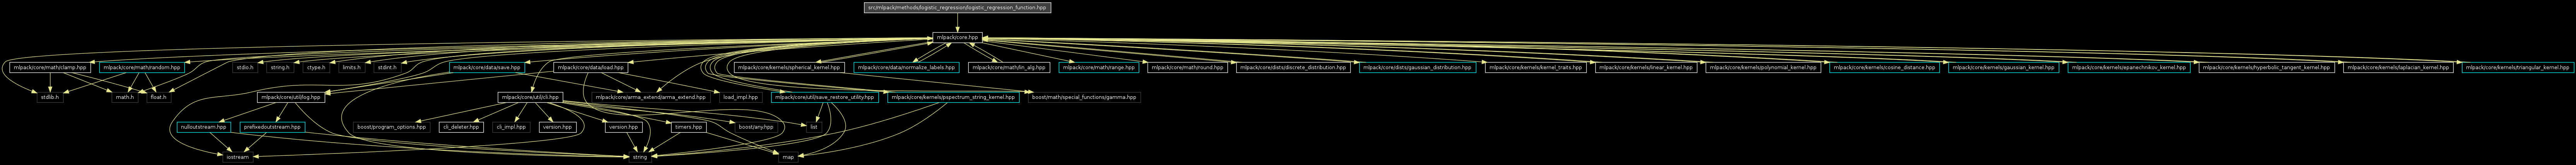 src/mlpack/methods/logistic_regression/logistic_regression_function.hpp
mlpack/core.hpp
mlpack/core/math/clamp.hpp
mlpack/core/math/random.hpp
stdio.h
string.h
ctype.h
limits.h
stdint.h
mlpack/core/data/save.hpp
mlpack/core/data/load.hpp
mlpack/core/kernels/spherical_kernel.hpp
mlpack/core/data/normalize_labels.hpp
mlpack/core/math/lin_alg.hpp
mlpack/core/math/range.hpp
mlpack/core/math/round.hpp
mlpack/core/dists/discrete_distribution.hpp
mlpack/core/dists/gaussian_distribution.hpp
mlpack/core/kernels/kernel_traits.hpp
mlpack/core/kernels/linear_kernel.hpp
mlpack/core/kernels/polynomial_kernel.hpp
mlpack/core/kernels/cosine_distance.hpp
mlpack/core/kernels/gaussian_kernel.hpp
mlpack/core/kernels/epanechnikov_kernel.hpp
mlpack/core/kernels/hyperbolic_tangent_kernel.hpp
mlpack/core/kernels/laplacian_kernel.hpp
mlpack/core/kernels/triangular_kernel.hpp
stdlib.h
math.h
float.h
mlpack/core/util/log.hpp
mlpack/core/util/cli.hpp
mlpack/core/arma_extend/arma_extend.hpp
load_impl.hpp
mlpack/core/util/save_restore_utility.hpp
mlpack/core/kernels/pspectrum_string_kernel.hpp
boost/math/special_functions/gamma.hpp
nulloutstream.hpp
prefixedoutstream.hpp
boost/program_options.hpp
cli_deleter.hpp
cli_impl.hpp
version.hpp
version.hpp
timers.hpp
boost/any.hpp
list
iostream
string
map